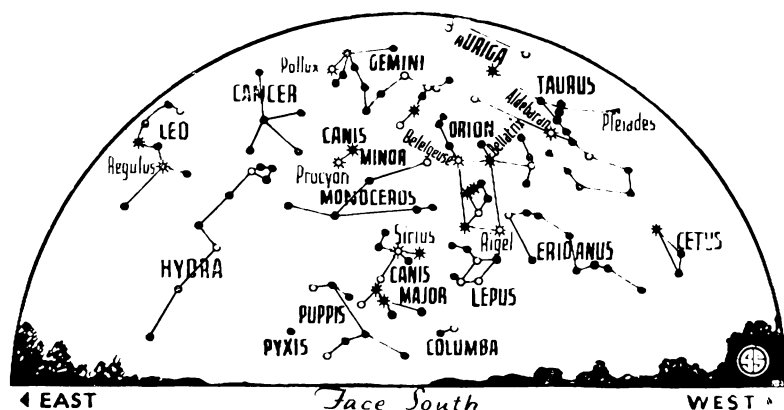 AURIGA
Pollux
GEMINI
TAURUS
CANCER
Aldebaran
Pleiades
LEO
CANIS
MINOR
ORION
Bellatrix
Regulus
Procyon
Betelgeuse
MONOCEROS
Sirius
Rigel
ERIDANUS
CETUS
HYDRA
CANIS
MAJOR
LEPUS
PUPPIS
PYXIS
COLUMBA
EAST
Face South
WEST